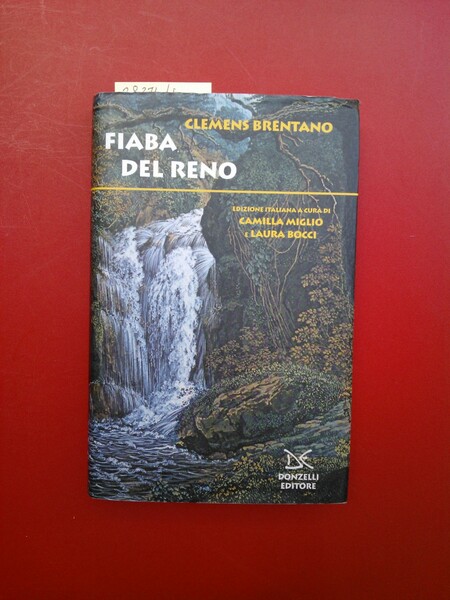 CLEMENS BRENTANO
FIABA
DEL RENO
EDIZIONE ITALIANA A CURA DI
CAMILLA MIGLIO
E LAURA BOCCI
DONZELLI
EDITORE